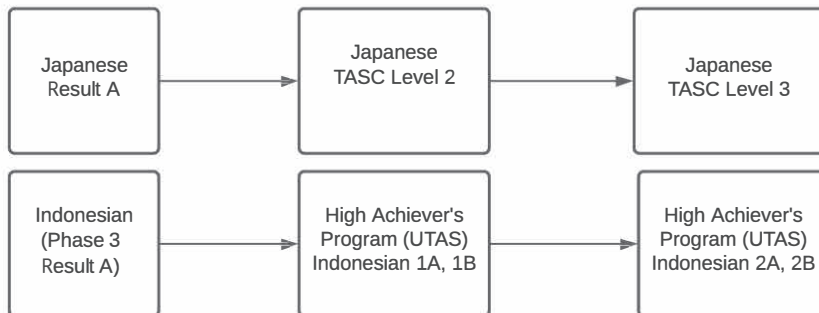 Japanese
Result A
Japanese
TASC Level 2
Japanese
TASC Level 3
Indonesian
(Phase 3
Result A)
High Achiever's
Program (UTAS)
Indonesian 1A, 1B
High Achiever's
Program (UTAS)
Indonesian 2A, 2B